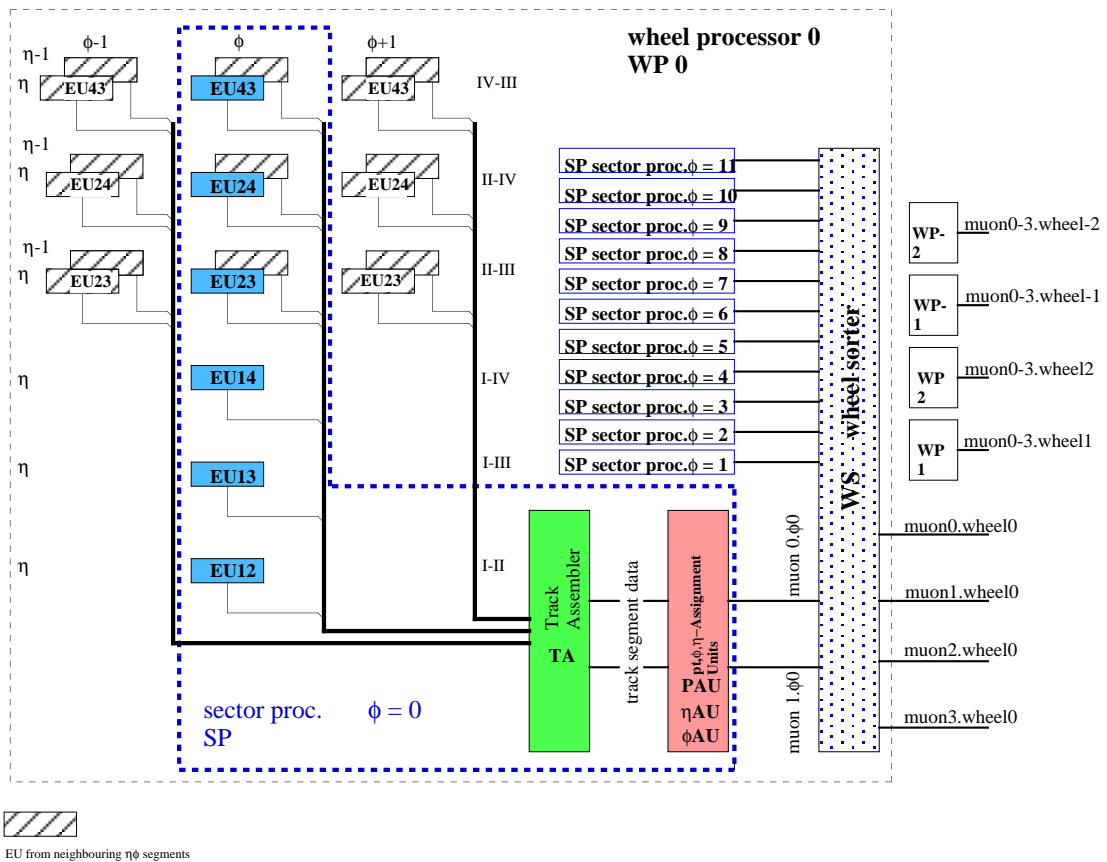 wheel processor 0
WP 0
ϕ-1
ϕ
ϕ+1
η-1
η
EU43
EU43
EU43
IV-III
η-1
η
EU24
EU24
EU24
II-IV
η-1
η
EU23
EU23
EU23
II-III
η
EU14
I-IV
η
EU13
I-III
η
EU12
I-II
SP sector proc.ϕ = 11
SP sector proc.ϕ = 10
SP sector proc.ϕ = 9
SP sector proc.ϕ = 8
SP sector proc.ϕ = 7
SP sector proc.ϕ = 6
SP sector proc.ϕ = 5
SP sector proc.ϕ = 4
SP sector proc.ϕ = 3
SP sector proc.ϕ = 2
SP sector proc.ϕ = 1
WS wheel sorter
WP-
2
muon0-3.wheel-2
WP-
1
muon0-3.wheel-1
WP
2
muon0-3.wheel2
WP
1
muon0-3.wheel1
Track
Assembler
TA
track segment data
pt,ϕ,η−Assignment
Units
PAU
ηAU
ϕAU
muon 0.ϕ0
muon 1.ϕ0
muon0.wheel0
muon1.wheel0
muon2.wheel0
muon3.wheel0
sector proc. ϕ = 0
SP
EU from neighbouring ηϕ segments